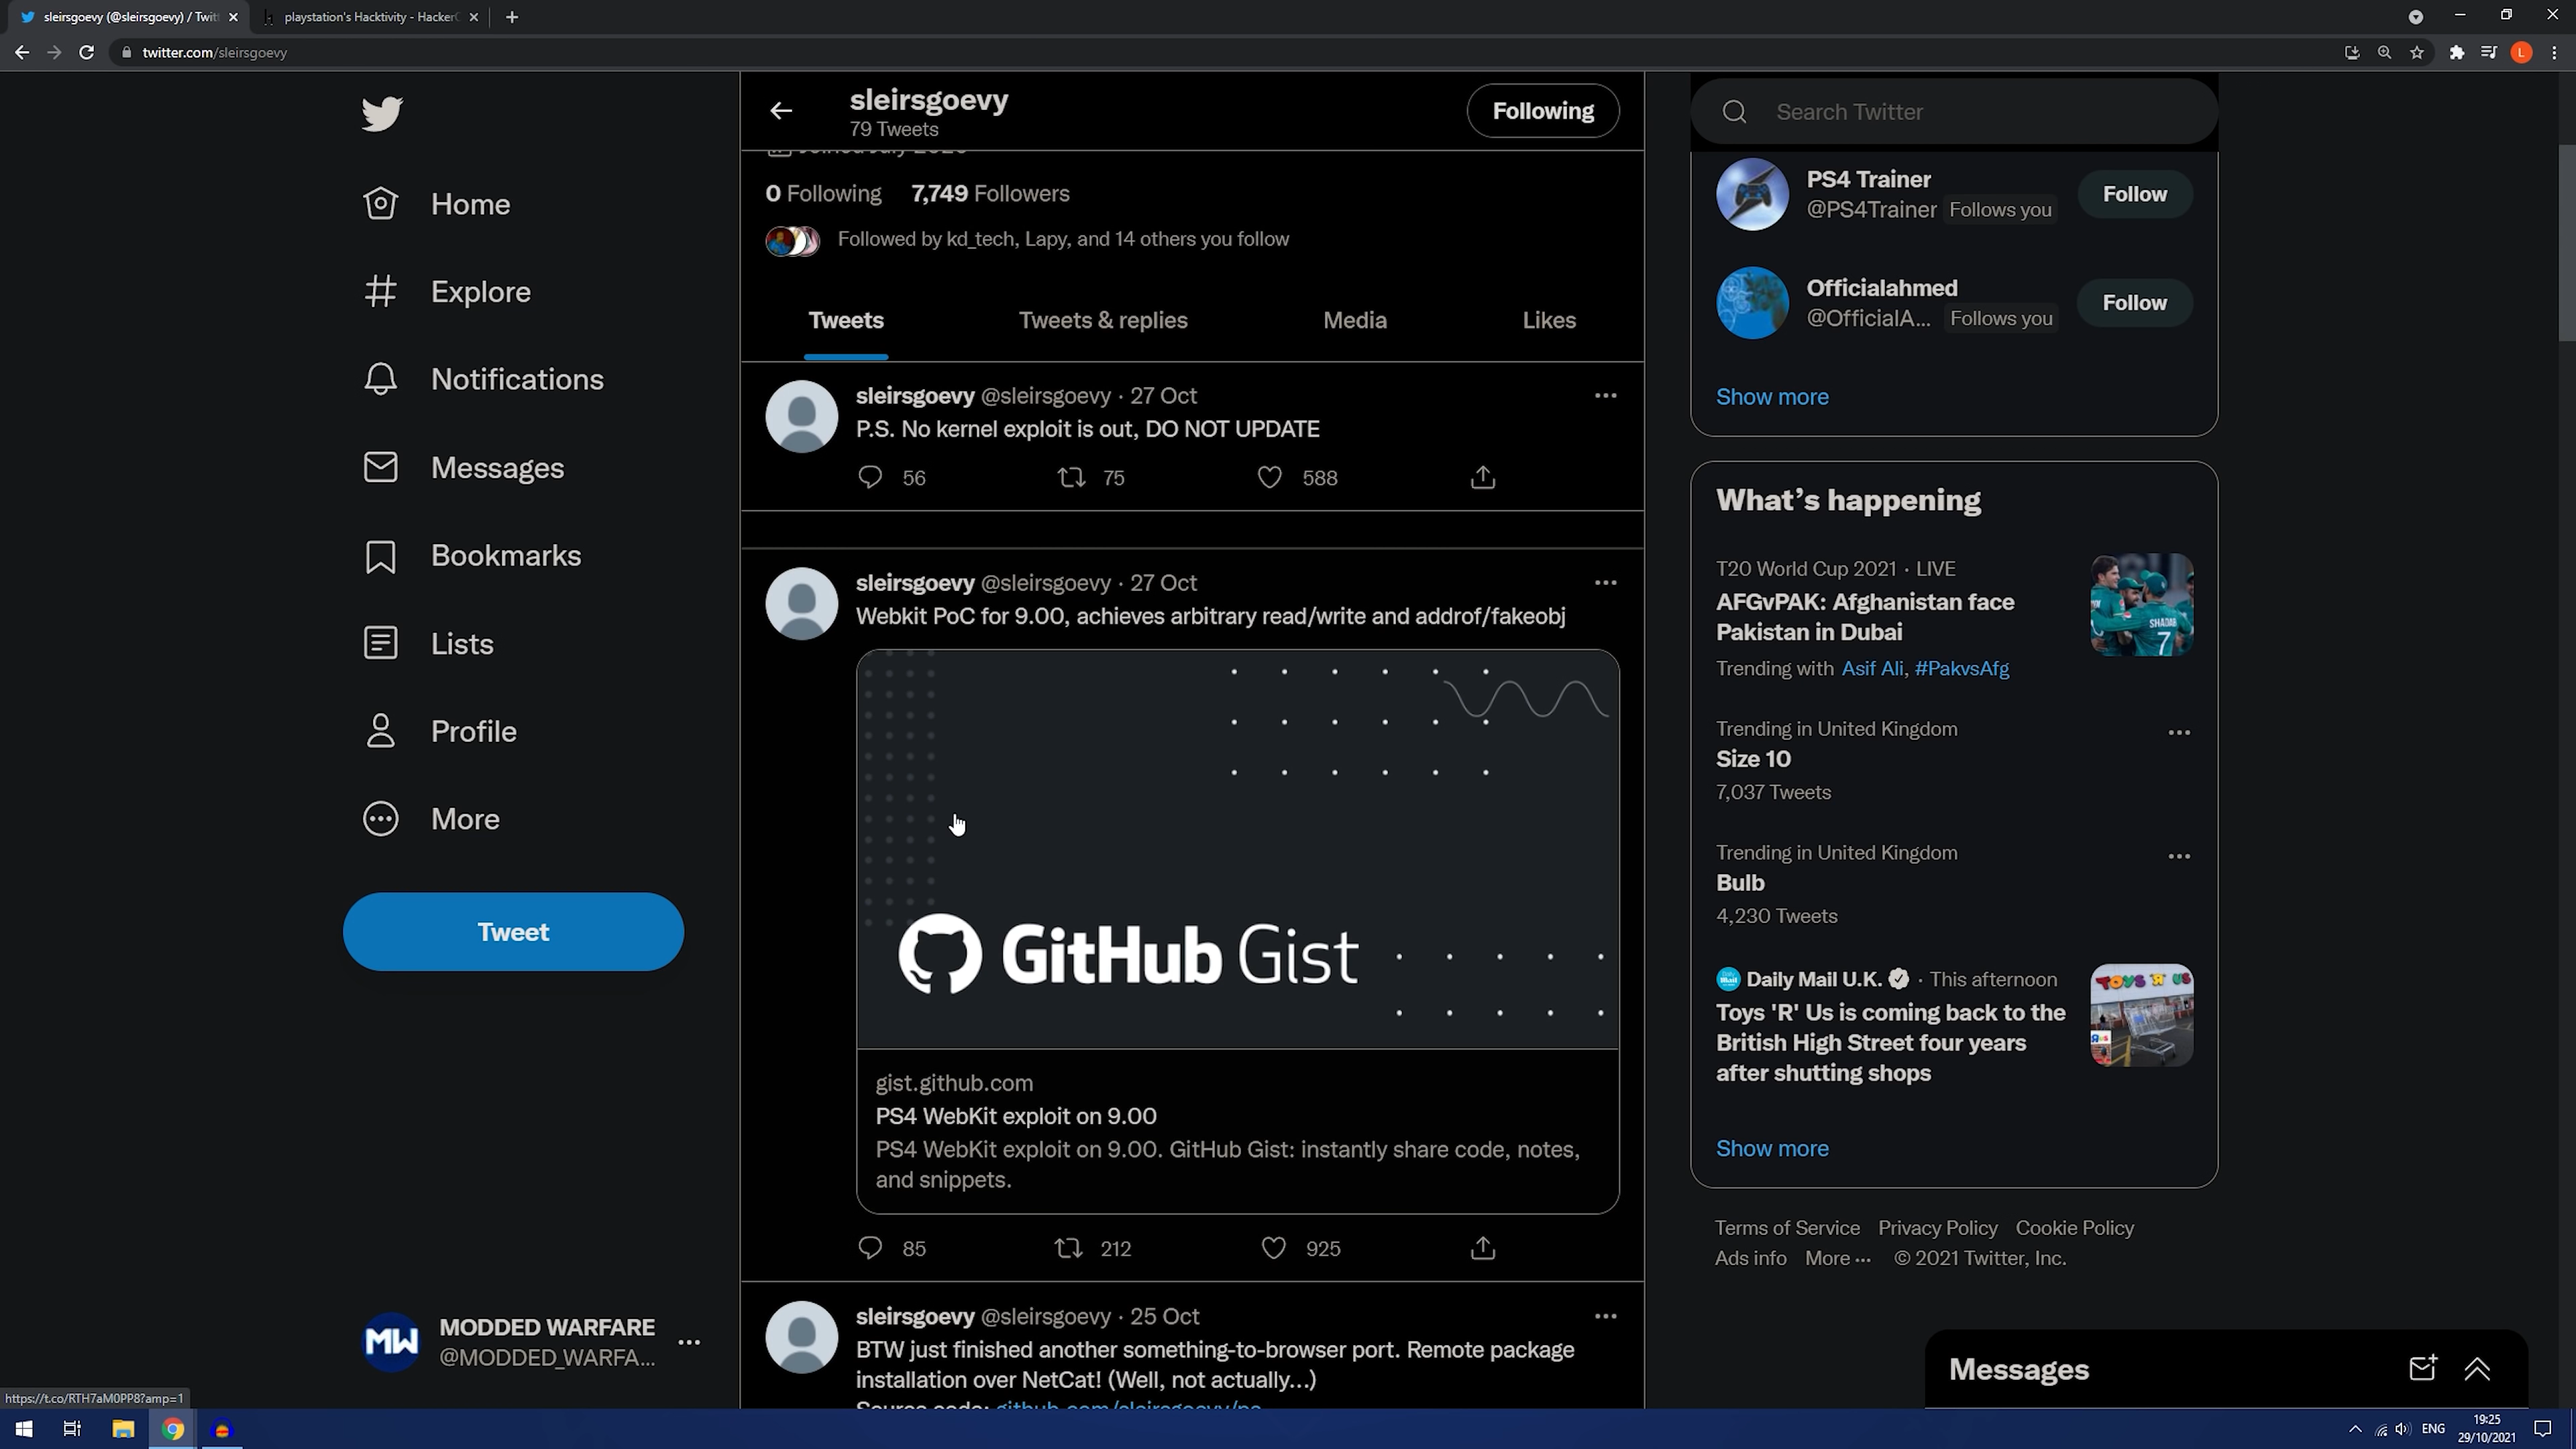 sleirsgoevy (@sleirsgoevy) / Twit
playstation's Hacktivity - Hacker
twitter.com/sleirsgoevy
L
Home
Explore
Notifications
Messages
Bookmarks
Lists
Profile
More
Tweet
MODDED WARFARE
@MODDED_WARFA...
MW
https://t.co/RTH7aM0PP8?amp=1
sleirsgoevy
79 Tweets
Following
0 Following 7,749 Followers
Followed by kd_tech, Lapy, and 14 others you follow
Tweets
Tweets & replies
Media
Likes
sleirsgoevy @sleirsgoevy · 27 Oct
P.S. No kernel exploit is out, DO NOT UPDATE
56 75 588
sleirsgoevy @sleirsgoevy · 27 Oct
Webkit PoC for 9.00, achieves arbitrary read/write and addrof/fakeobj
GitHub Gist
gist.github.com
PS4 WebKit exploit on 9.00
PS4 WebKit exploit on 9.00. GitHub Gist: instantly share code, notes,
and snippets.
85 212 925
sleirsgoevy @sleirsgoevy · 25 Oct
BTW just finished another something-to-browser port. Remote package
installation over NetCat! (Well, not actually...)
Search Twitter
PS4 Trainer
@PS4Trainer Follows you
Follow
Officialahmed
@OfficialA... Follows you
Follow
Show more
What's happening
T20 World Cup 2021 · LIVE
AFGvPAK: Afghanistan face
Pakistan in Dubai
Trending with Asif Ali, #PakvsAfg
SHADAB
7
Trending in United Kingdom
Size 10
7,037 Tweets
Trending in United Kingdom
Bulb
4,230 Tweets
Daily Mail U.K. · This afternoon
Toys 'R' Us is coming back to the
British High Street four years
after shutting shops
TOYS R US
Show more
Terms of Service Privacy Policy Cookie Policy
Ads info More ... © 2021 Twitter, Inc.
Messages
ENG
19:25
29/10/2021